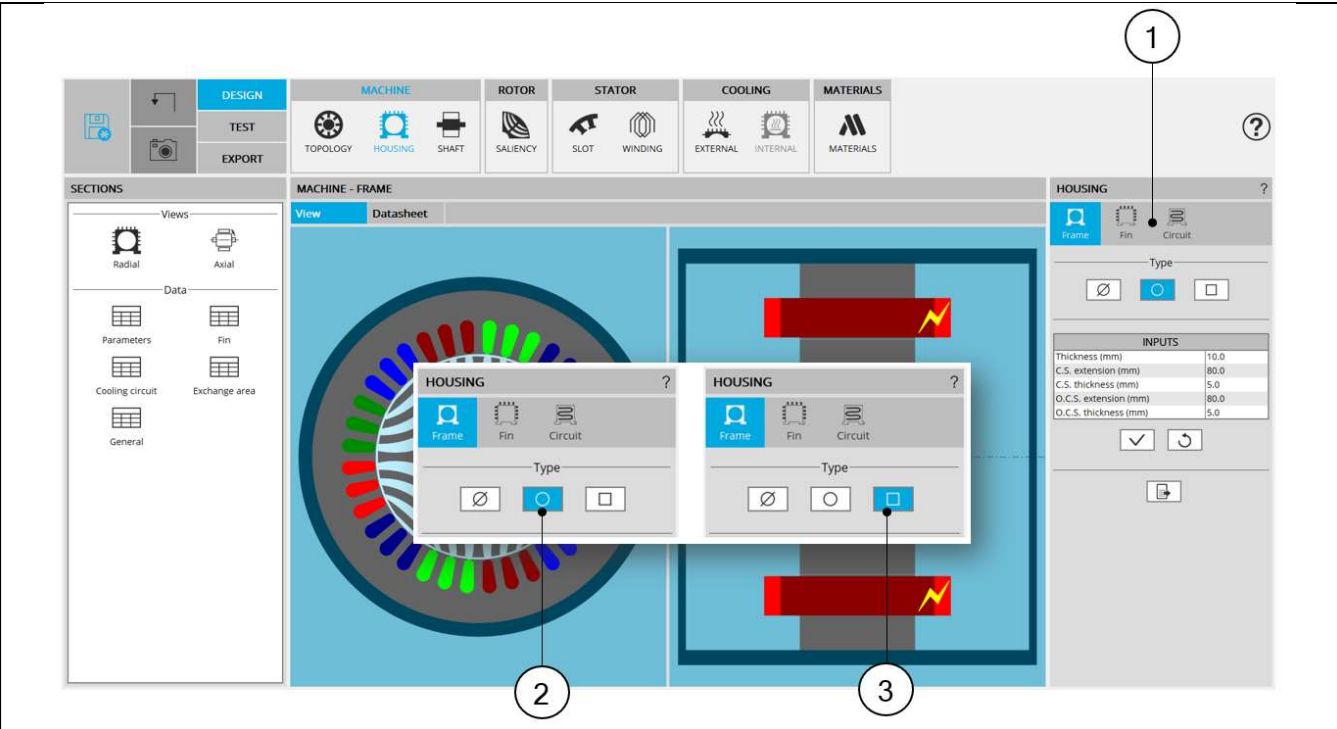 1
DESIGN
TEST
EXPORT
MACHINE
ROTOR
STATOR
COOLING
MATERIALS
TOPOLOGY
HOUSING
SHAFT
SALIENCY
SLOT
WINDING
EXTERNAL
INTERNAL
MATERIALS
?
SECTIONS
Views
Radial
Axial
Data
Parameters
Fin
Cooling circuit
Exchange area
General
MACHINE - FRAME
View
Datasheet
HOUSING ?
Frame
Fin
Circuit
Type
HOUSING ?
Frame
Fin
Circuit
Type
HOUSING ?
Frame
Fin
Circuit
Type
INPUTS
Thickness (mm) 10.0
C.S. extension (mm) 80.0
C.S. thickness (mm) 5.0
O.C.S. extension (mm) 80.0
O.C.S. thickness (mm) 5.0
2
3